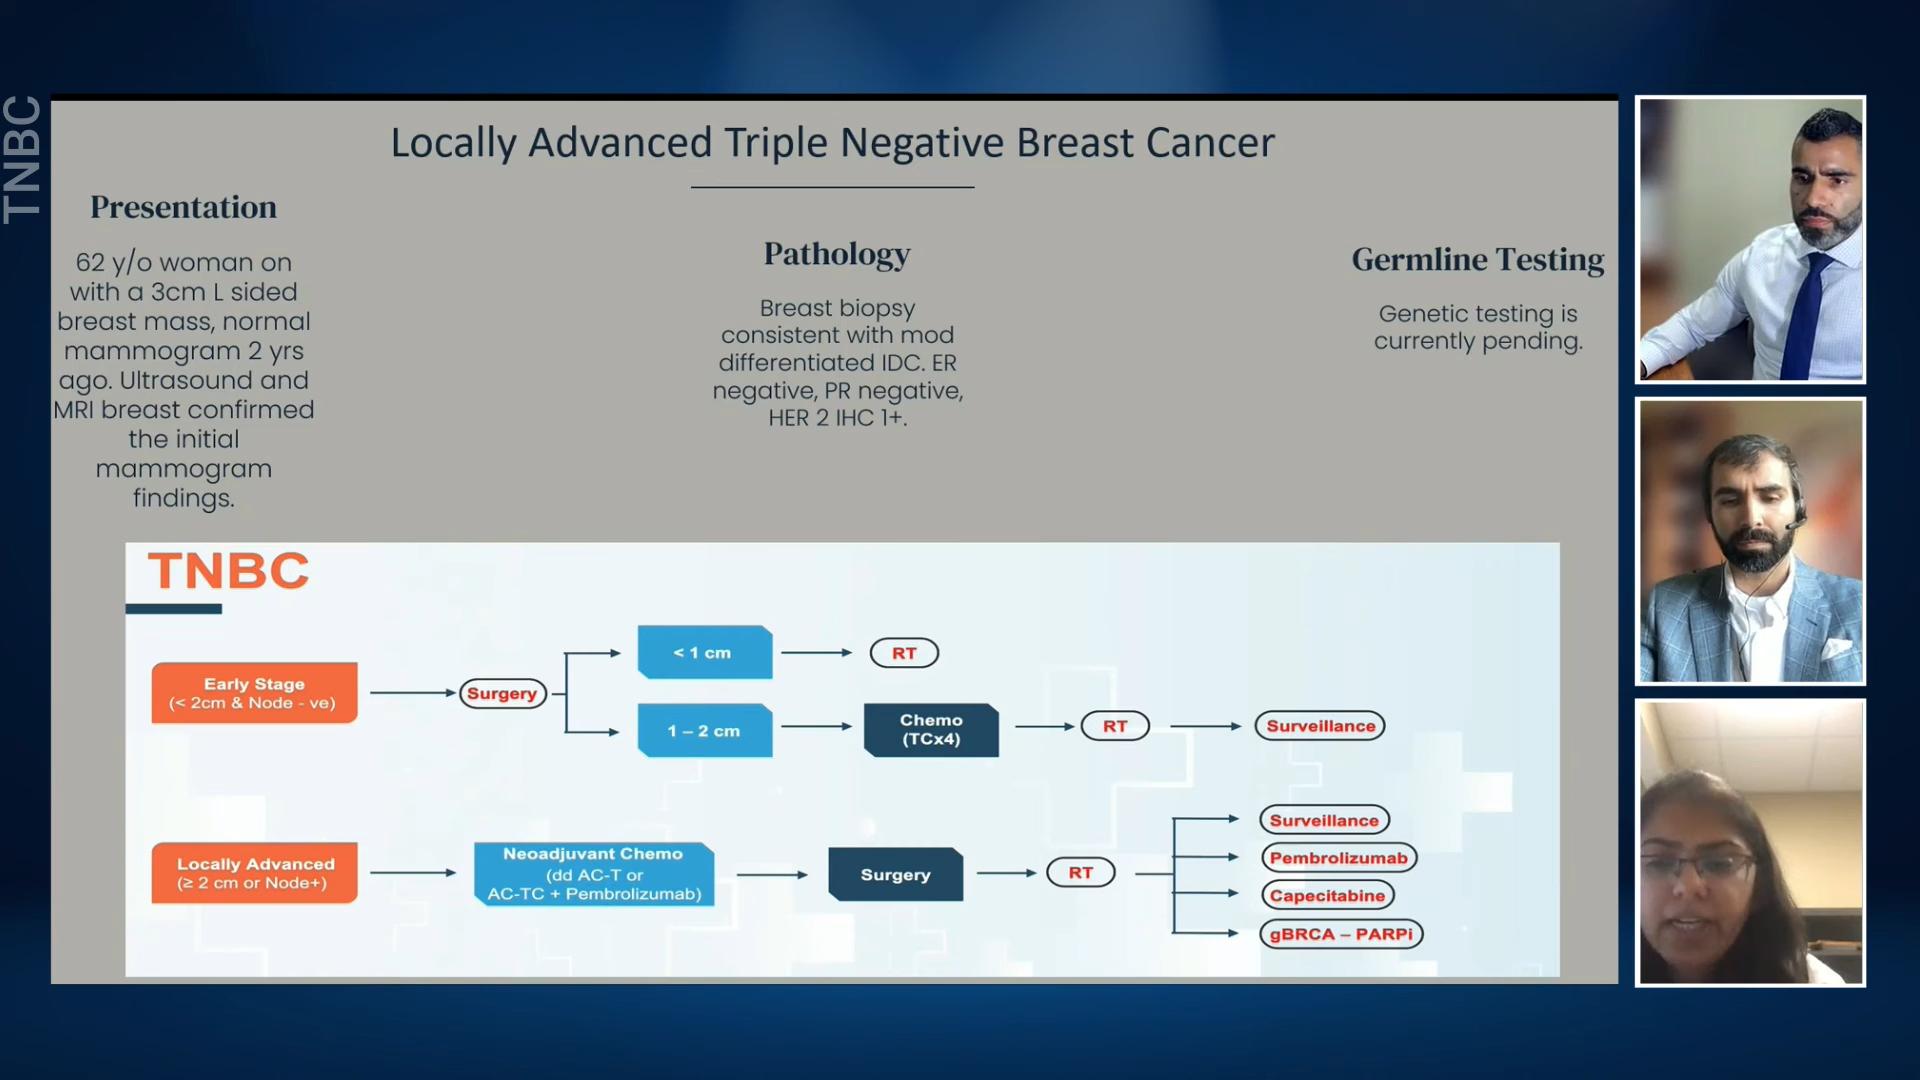 TNBC
Locally Advanced Triple Negative Breast Cancer
Presentation
62 y/o woman on
with a 3cm L sided
breast mass, normal
mammogram 2 yrs
ago. Ultrasound and
MRI breast confirmed
the initial
mammogram
findings.
Pathology
Breast biopsy
consistent with mod
differentiated IDC. ER
negative, PR negative,
HER 2 IHC 1+.
Germline Testing
Genetic testing is
currently pending.
TNBC
Early Stage
(< 2cm & Node - ve)
Surgery
< 1 cm
RT
1 – 2 cm
Chemo
(TCx4)
RT
Surveillance
Locally Advanced
(≥ 2 cm or Node+)
Neoadjuvant Chemo
(dd AC-T or
AC-TC + Pembrolizumab)
Surgery
RT
Surveillance
Pembrolizumab
Capecitabine
gBRCA – PARPi